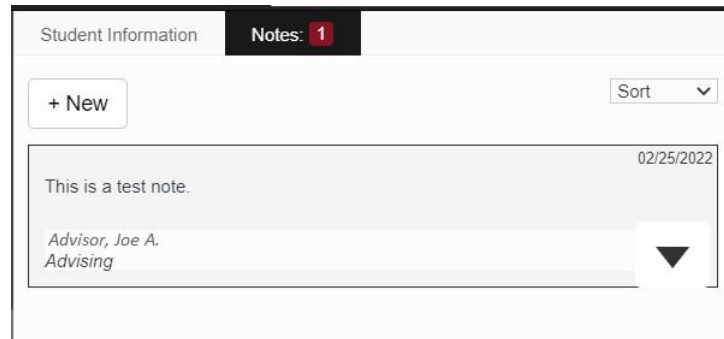 Student Information
Notes: 1
+ New
Sort
02/25/2022
This is a test note.
Advisor, Joe A.
Advising